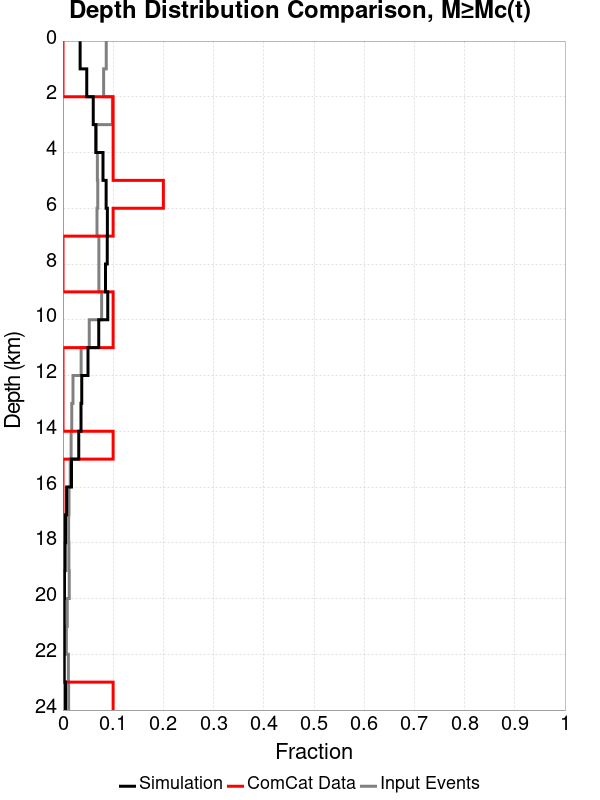 Depth Distribution Comparison, M≥Mc(t)
0
2
4
6
8
10
12
14
16
18
20
22
24
Depth (km)
0 0.1 0.2 0.3 0.4 0.5 0.6 0.7 0.8 0.9 1
Fraction
Simulation ComCat Data Input Events